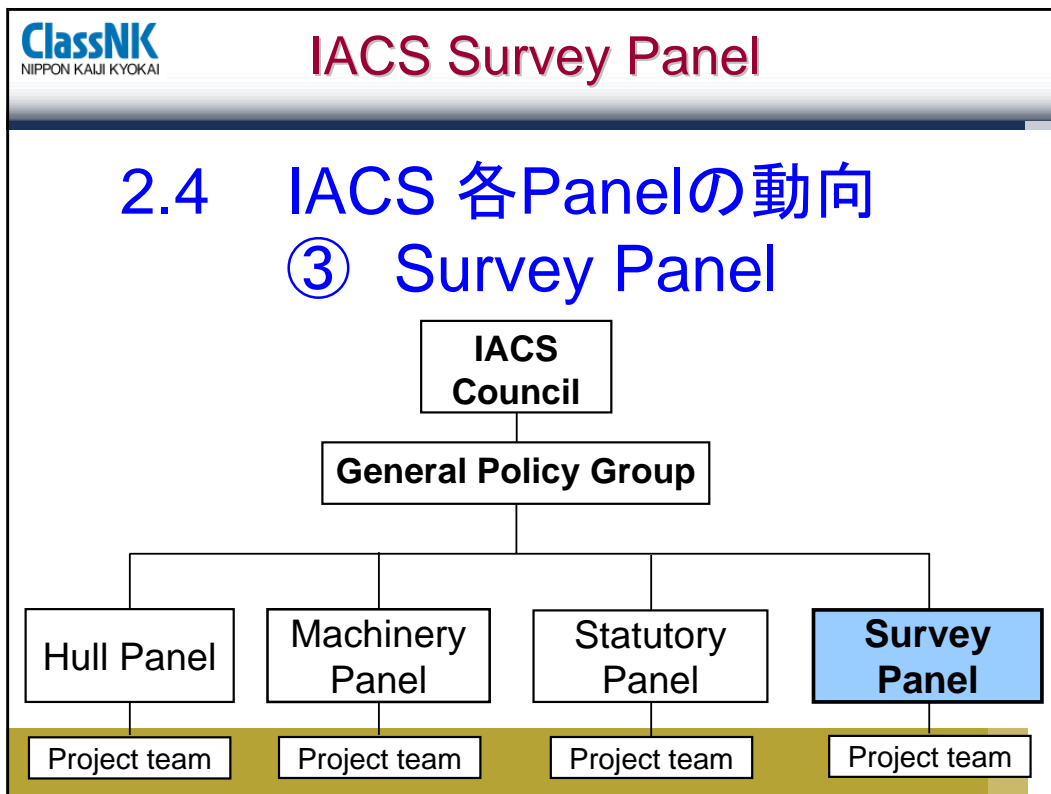 ClassNK
NIPPON KAIJI KYOKAI
IACS Survey Panel
2.4 IACS 各Panelの動向
③ Survey Panel
IACS
Council
General Policy Group
Hull Panel
Machinery
Panel
Statutory
Panel
Survey
Panel
Project team
Project team
Project team
Project team